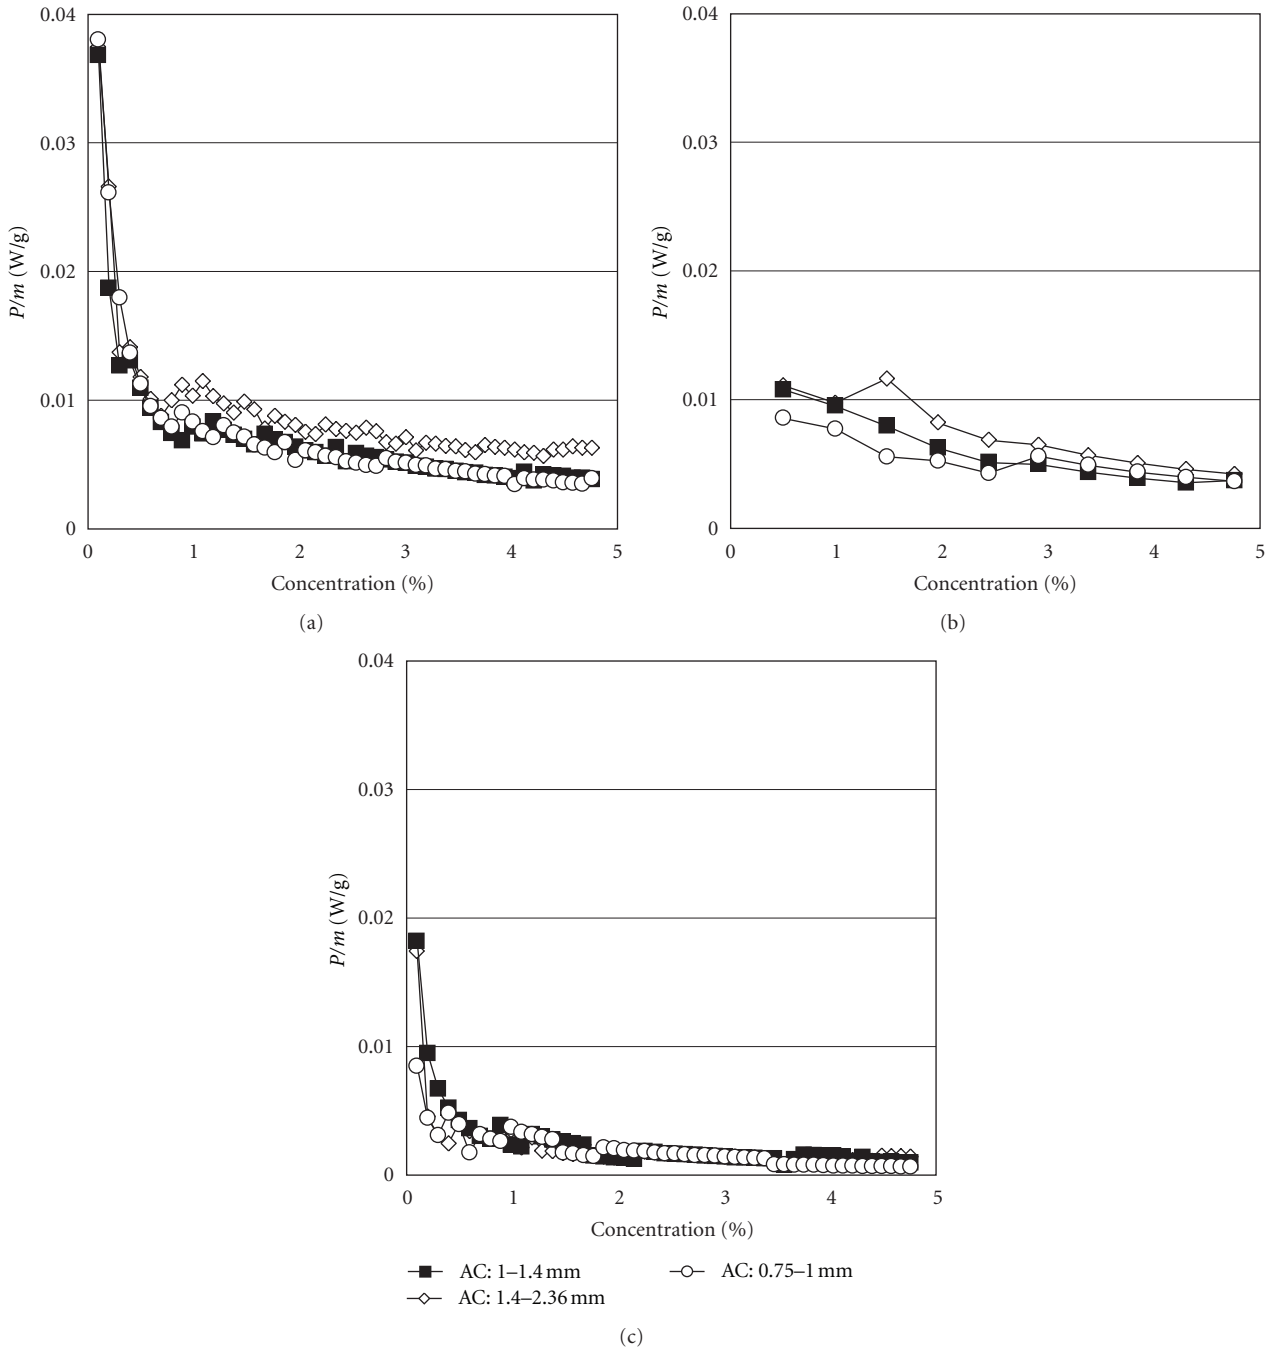 0.04
0.03
0.02
0.01
0
P/m (W/g)
0 1 2 3 4 5
Concentration (%)
(a)
0.04
0.03
0.02
0.01
0
P/m (W/g)
0 1 2 3 4 5
Concentration (%)
(b)
0.04
0.03
0.02
0.01
0
P/m (W/g)
0 1 2 3 4 5
Concentration (%)
AC: 1–1.4 mm
AC: 0.75–1 mm
AC: 1.4–2.36 mm
(c)